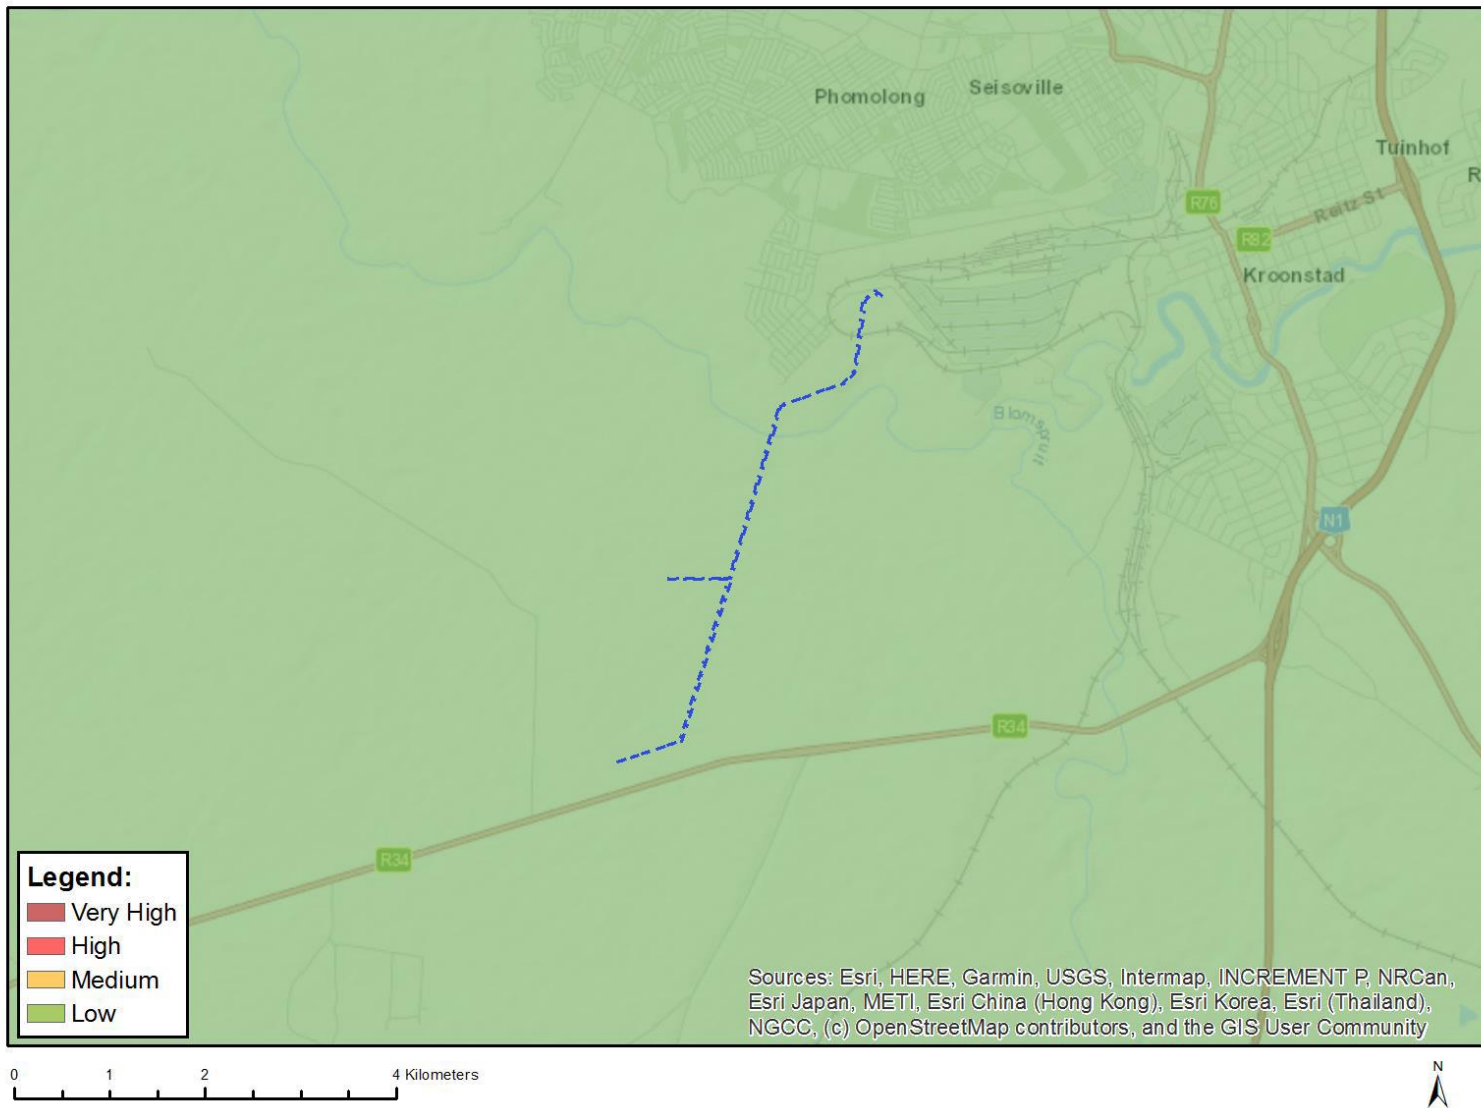 Phomolong
Seisoville
Tuinhof
R
R76
Reitz St
R82
Kroonstad
Blomspruit
N1
R34
R34
Legend:
Very High
High
Medium
Low
Sources: Esri, HERE, Garmin, USGS, Intermap, INCREMENT P, NRCan,
Esri Japan, METI, Esri China (Hong Kong), Esri Korea, Esri (Thailand),
NGCC, (c) OpenStreetMap contributors, and the GIS User Community
0 1 2 4 Kilometers
N